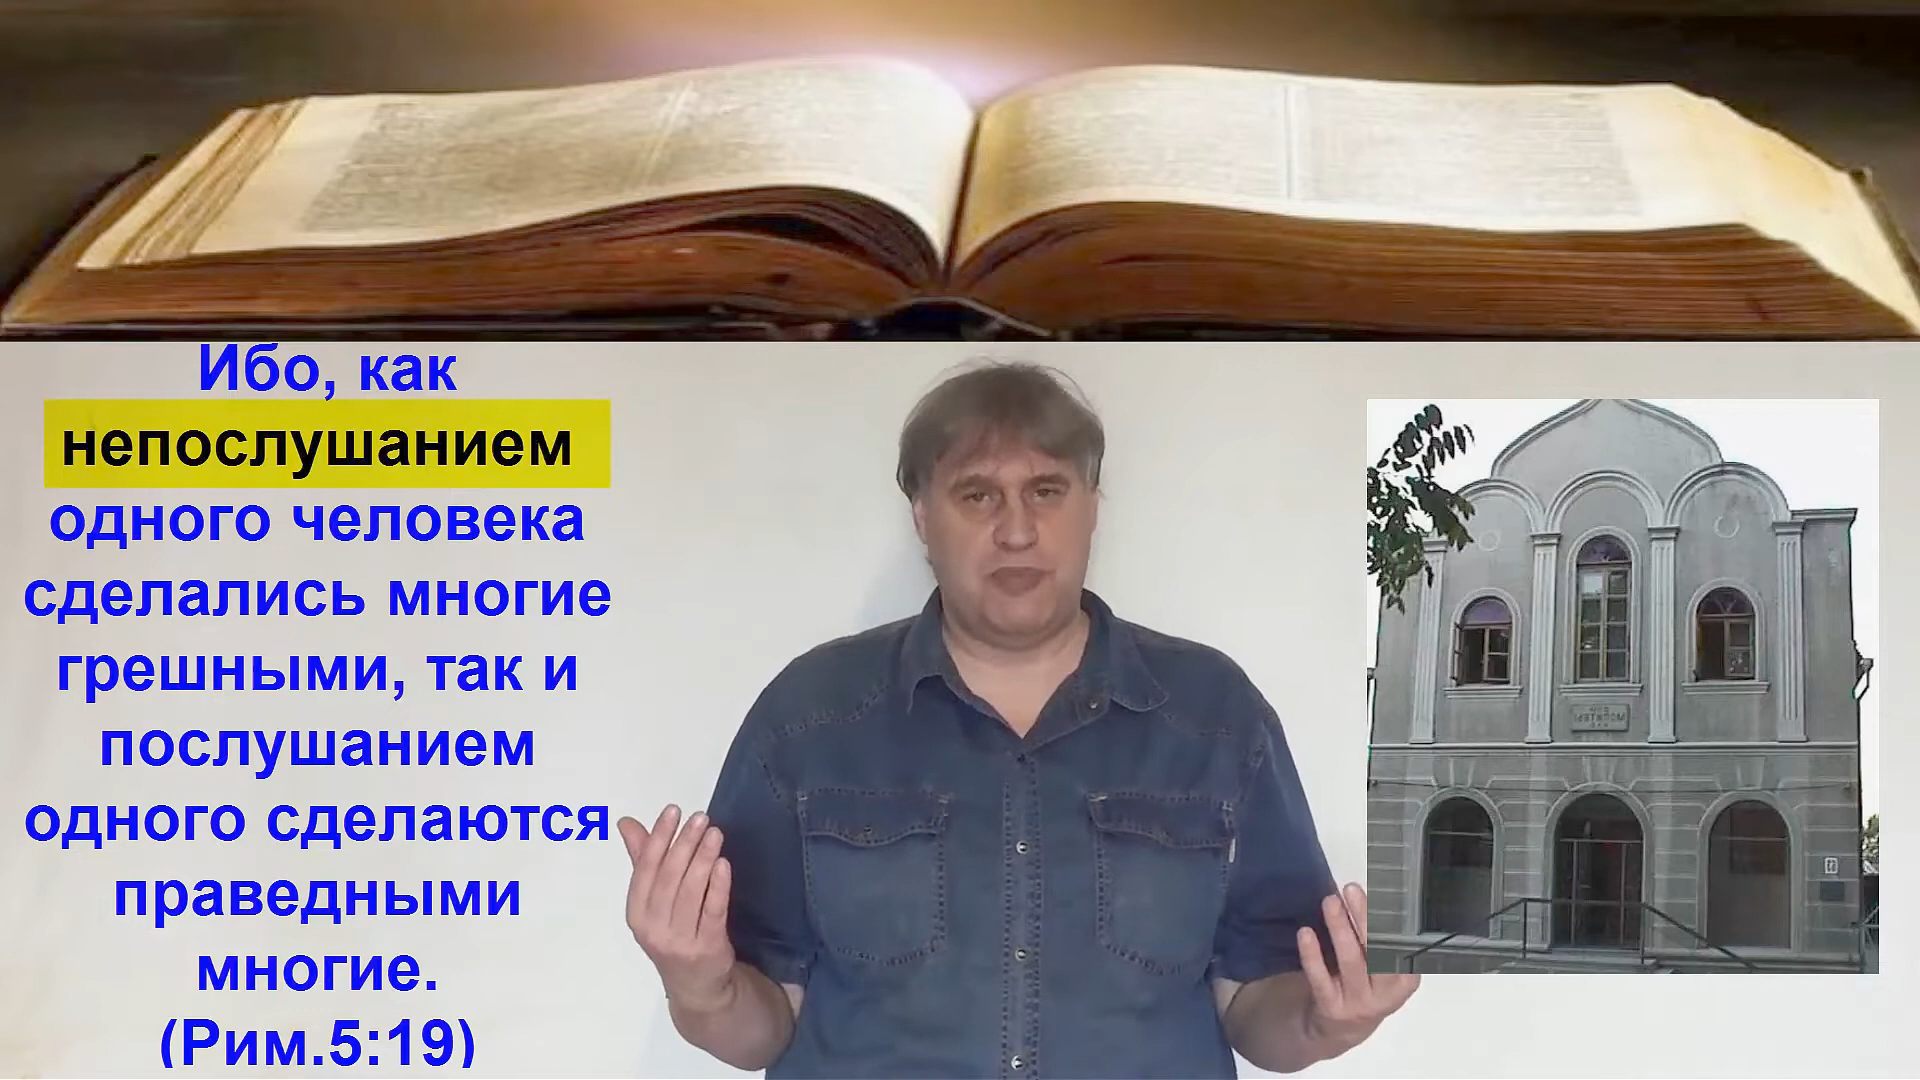 Ибо, как
непослушанием
одного человека
сделались многие
грешными, так и
послушанием
одного сделаются
праведными
многие.
(Рим.5:19)